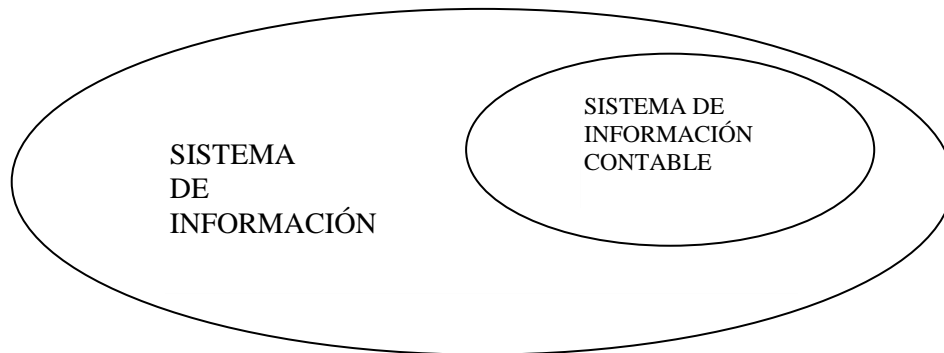 SISTEMA
DE
INFORMACIÓN
SISTEMA DE
INFORMACIÓN
CONTABLE